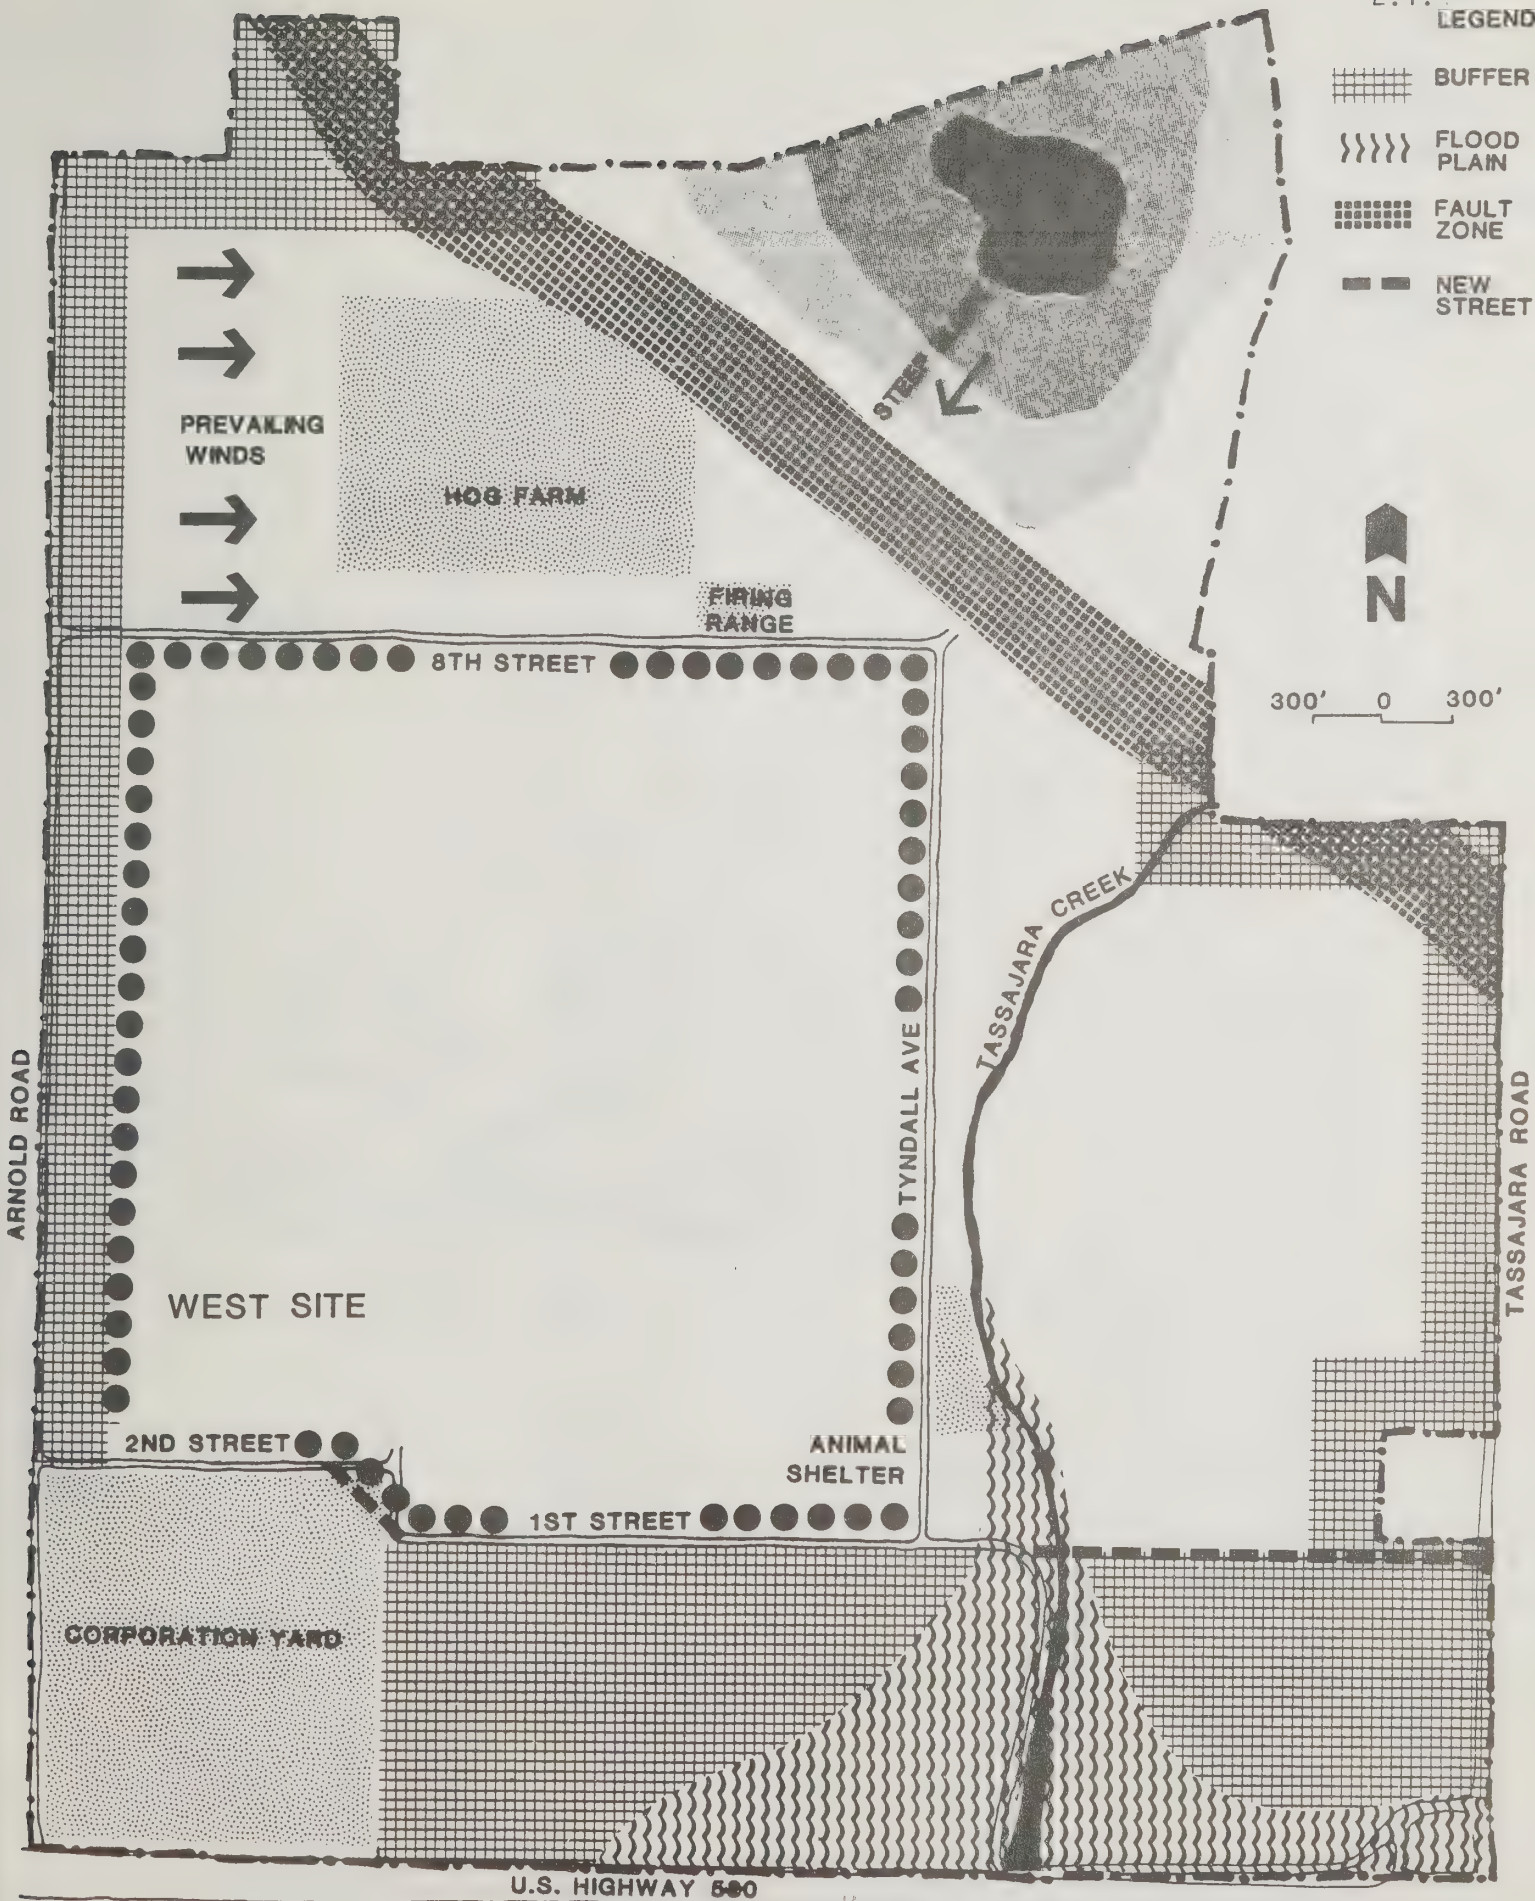 LEGEND
BUFFER
FLOOD
PLAIN
FAULT
ZONE
NEW
STREET
STEEP
PREVAILING
WINDS
HOG FARM
FIRING
RANGE
N
300' 0 300'
8TH STREET
TASSAJARA CREEK
TYNDALL AVE
ARNOLD ROAD
TASSAJARA ROAD
WEST SITE
2ND STREET
ANIMAL
SHELTER
1ST STREET
CORPORATION YARD
U.S. HIGHWAY 580